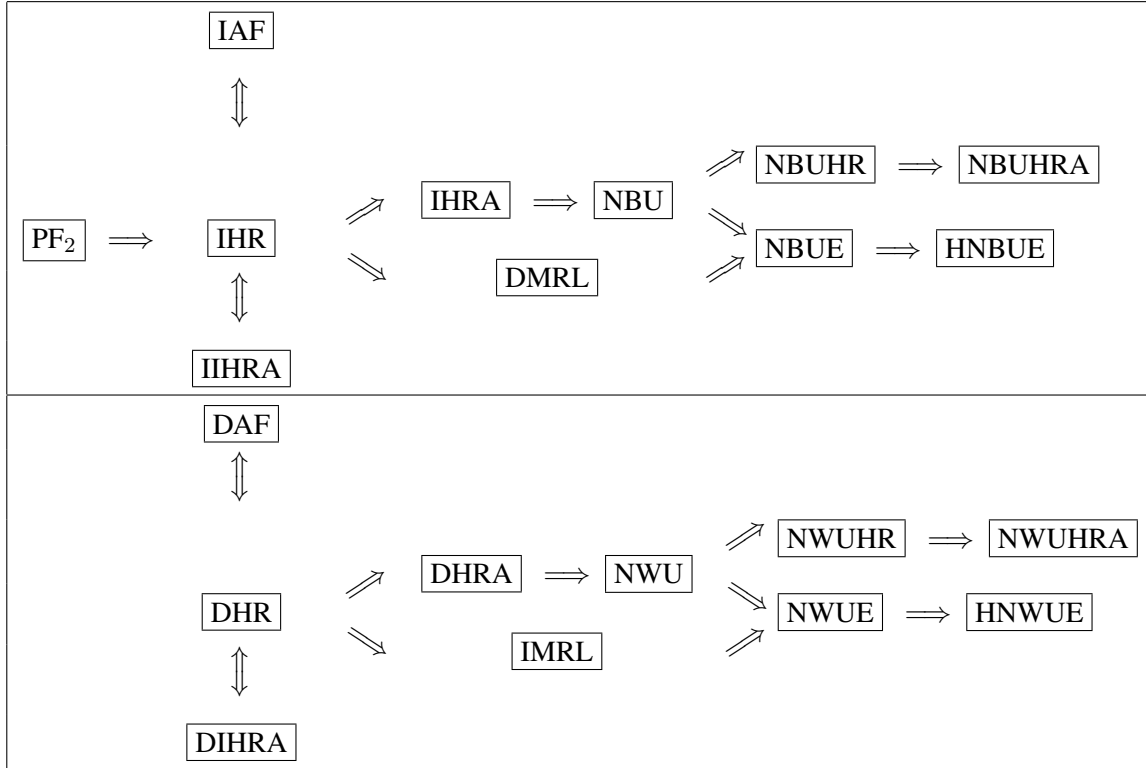 IAF
⇕
⇗ NBUHR ⟹ NBUHRA
⇗ IHRA ⟹ NBU
PF₂ ⟹ IHR ⇘ NBUE ⟹ HNBUE
⇘ DMRL ⇗
⇕
IIHRA
DAF
⇕
⇗ NWUHR ⟹ NWUHRA
⇗ DHRA ⟹ NWU
DHR ⇘ NWUE ⟹ HNWUE
⇘ IMRL ⇗
⇕
DIHRA